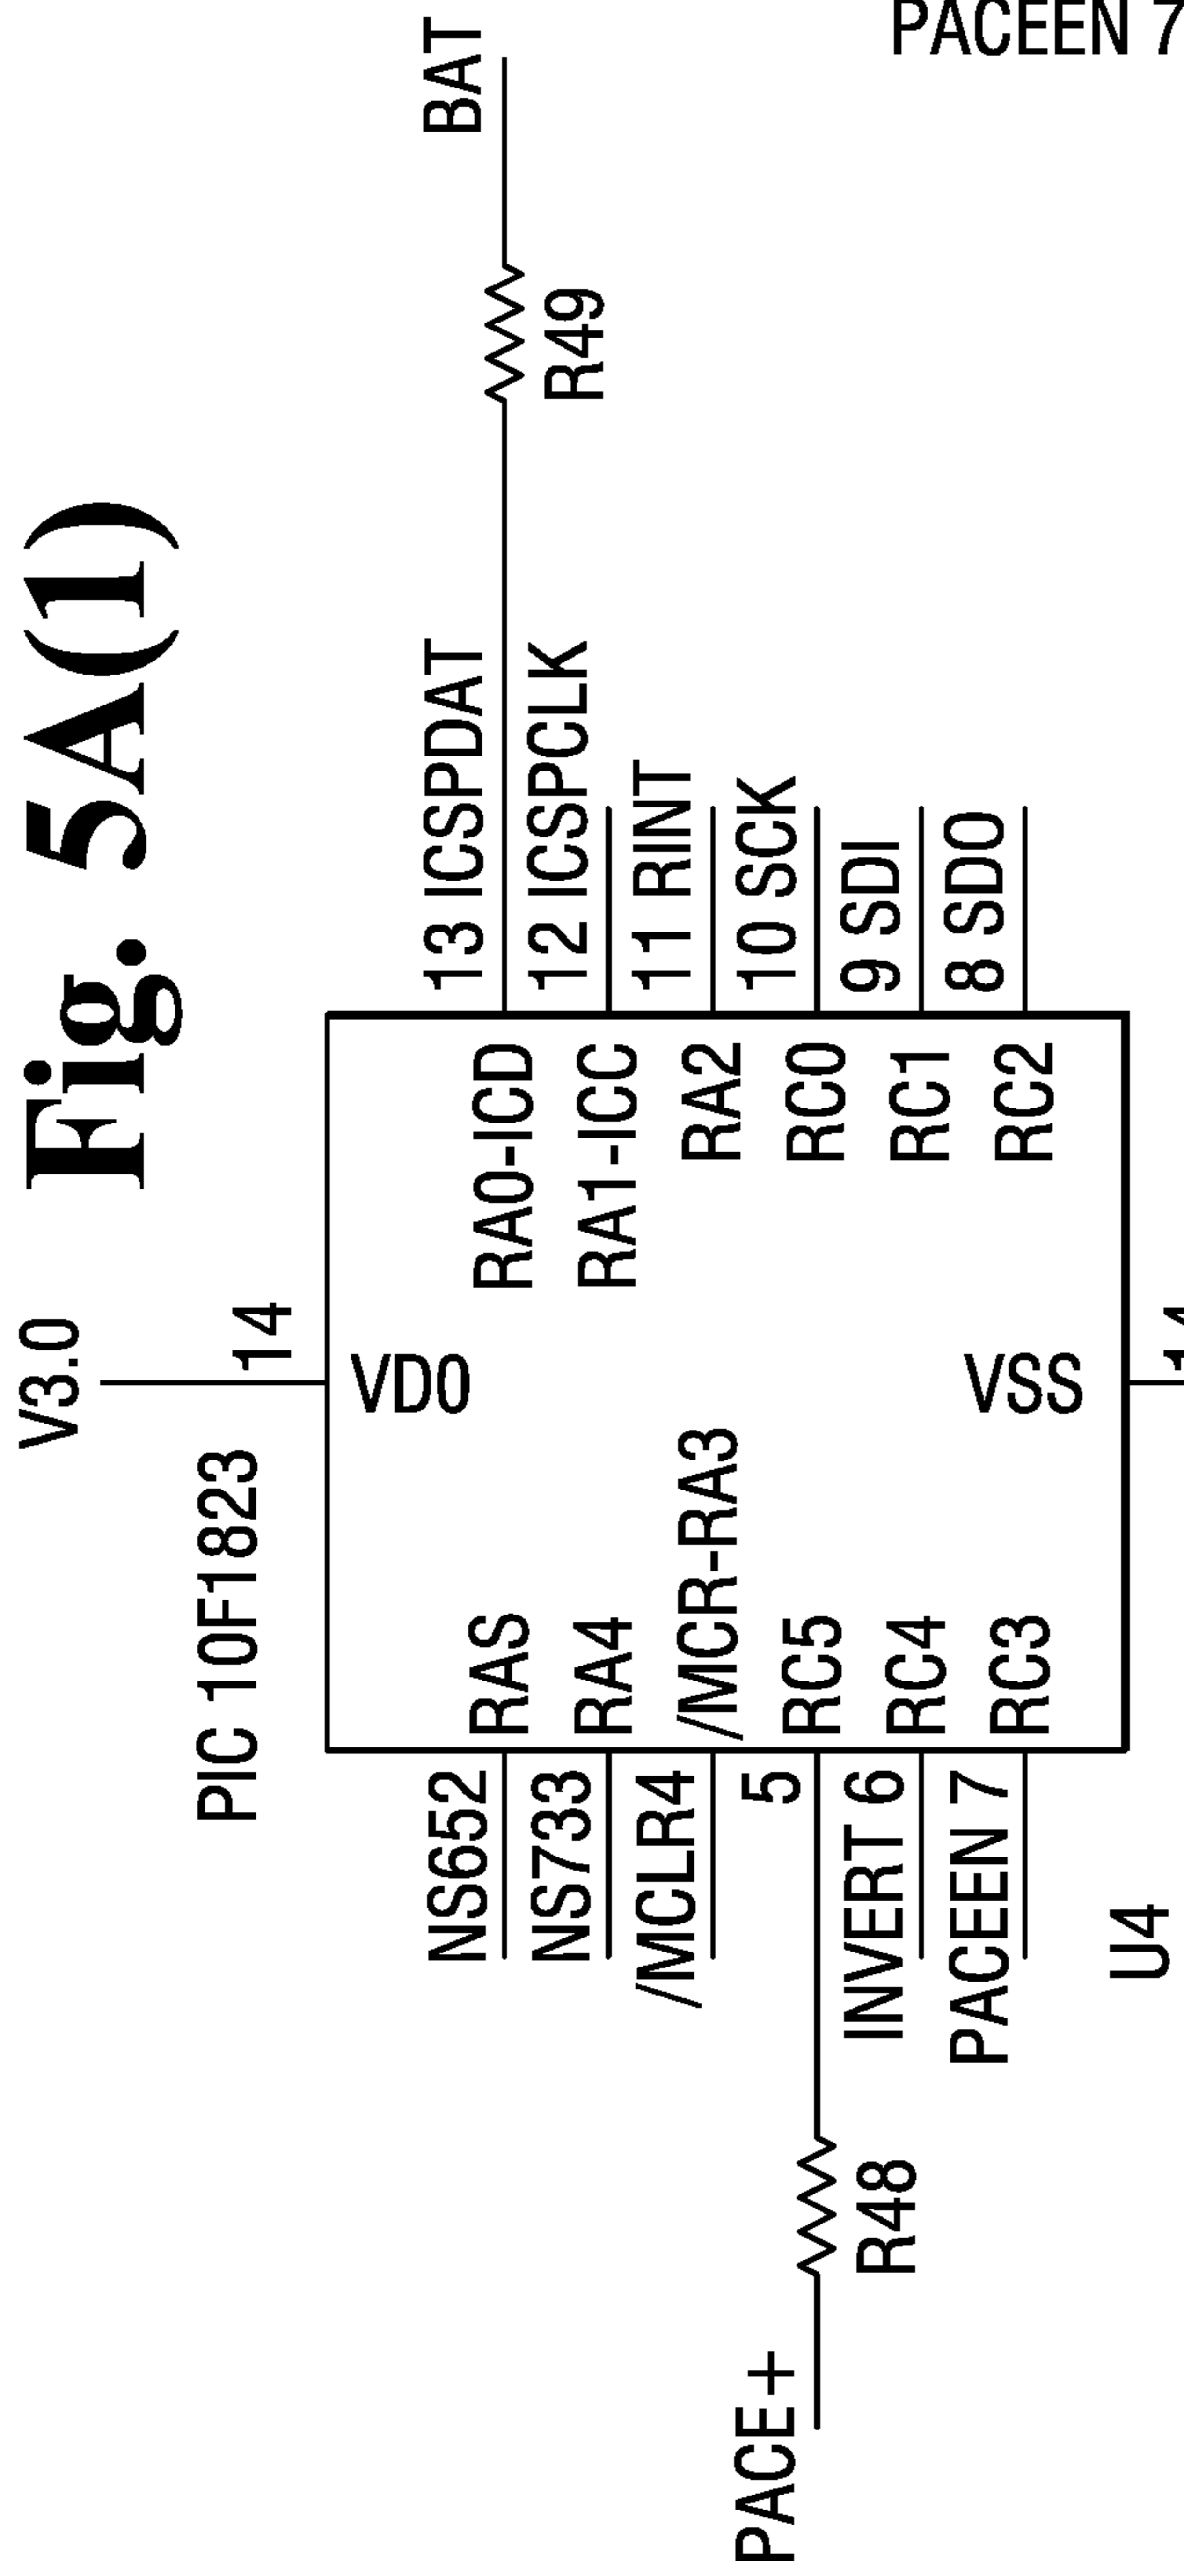 Fig. 5A(1)
V3.0
14
PIC 10F1823
VD0
NS652
RAS
RA0-ICD
13 ICSPDAT
R49
BAT
NS733
RA4
RA1-ICC
12 ICSPCLK
/MCLR4
/MCR-RA3
RA2
11 RINT
PACE+
R48
5
RC5
RC0
10 SCK
INVERT 6
RC4
RC1
9 SDI
PACEEN 7
RC3
RC2
8 SDO
VSS
U4
PACEEN 7